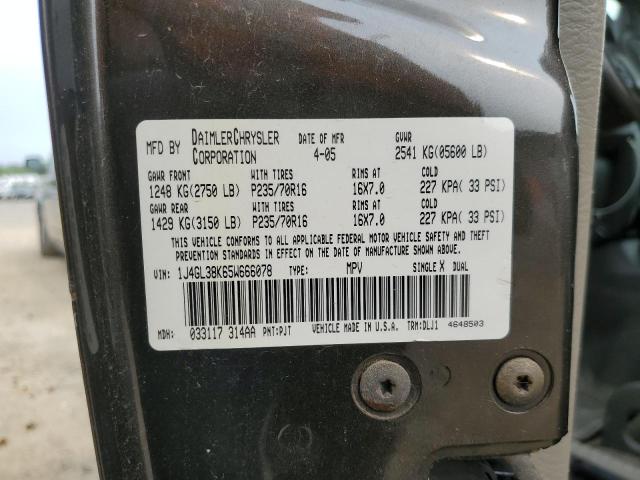 MFD BY DAIMLERCHRYSLER CORPORATION DATE OF MFR 4-05 GVWR 2541 KG(05600 LB)
GAWR FRONT WITH TIRES RIMS AT COLD
1248 KG(2750 LB) P235/70R16 16X7.0 227 KPA( 33 PSI)
GAWR REAR WITH TIRES RIMS AT COLD
1429 KG(3150 LB) P235/70R16 16X7.0 227 KPA( 33 PSI)
THIS VEHICLE CONFORMS TO ALL APPLICABLE FEDERAL MOTOR VEHICLE SAFETY AND THEFT
PREVENTION STANDARDS IN EFFECT ON THE DATE OF MANUFACTURE SHOWN ABOVE.
VIN: 1J4GL38K65W666078 TYPE: MPV SINGLE X DUAL
MDH: 033117 314AA PNT:PJT VEHICLE MADE IN U.S.A. TRM:DLJ1 4648503